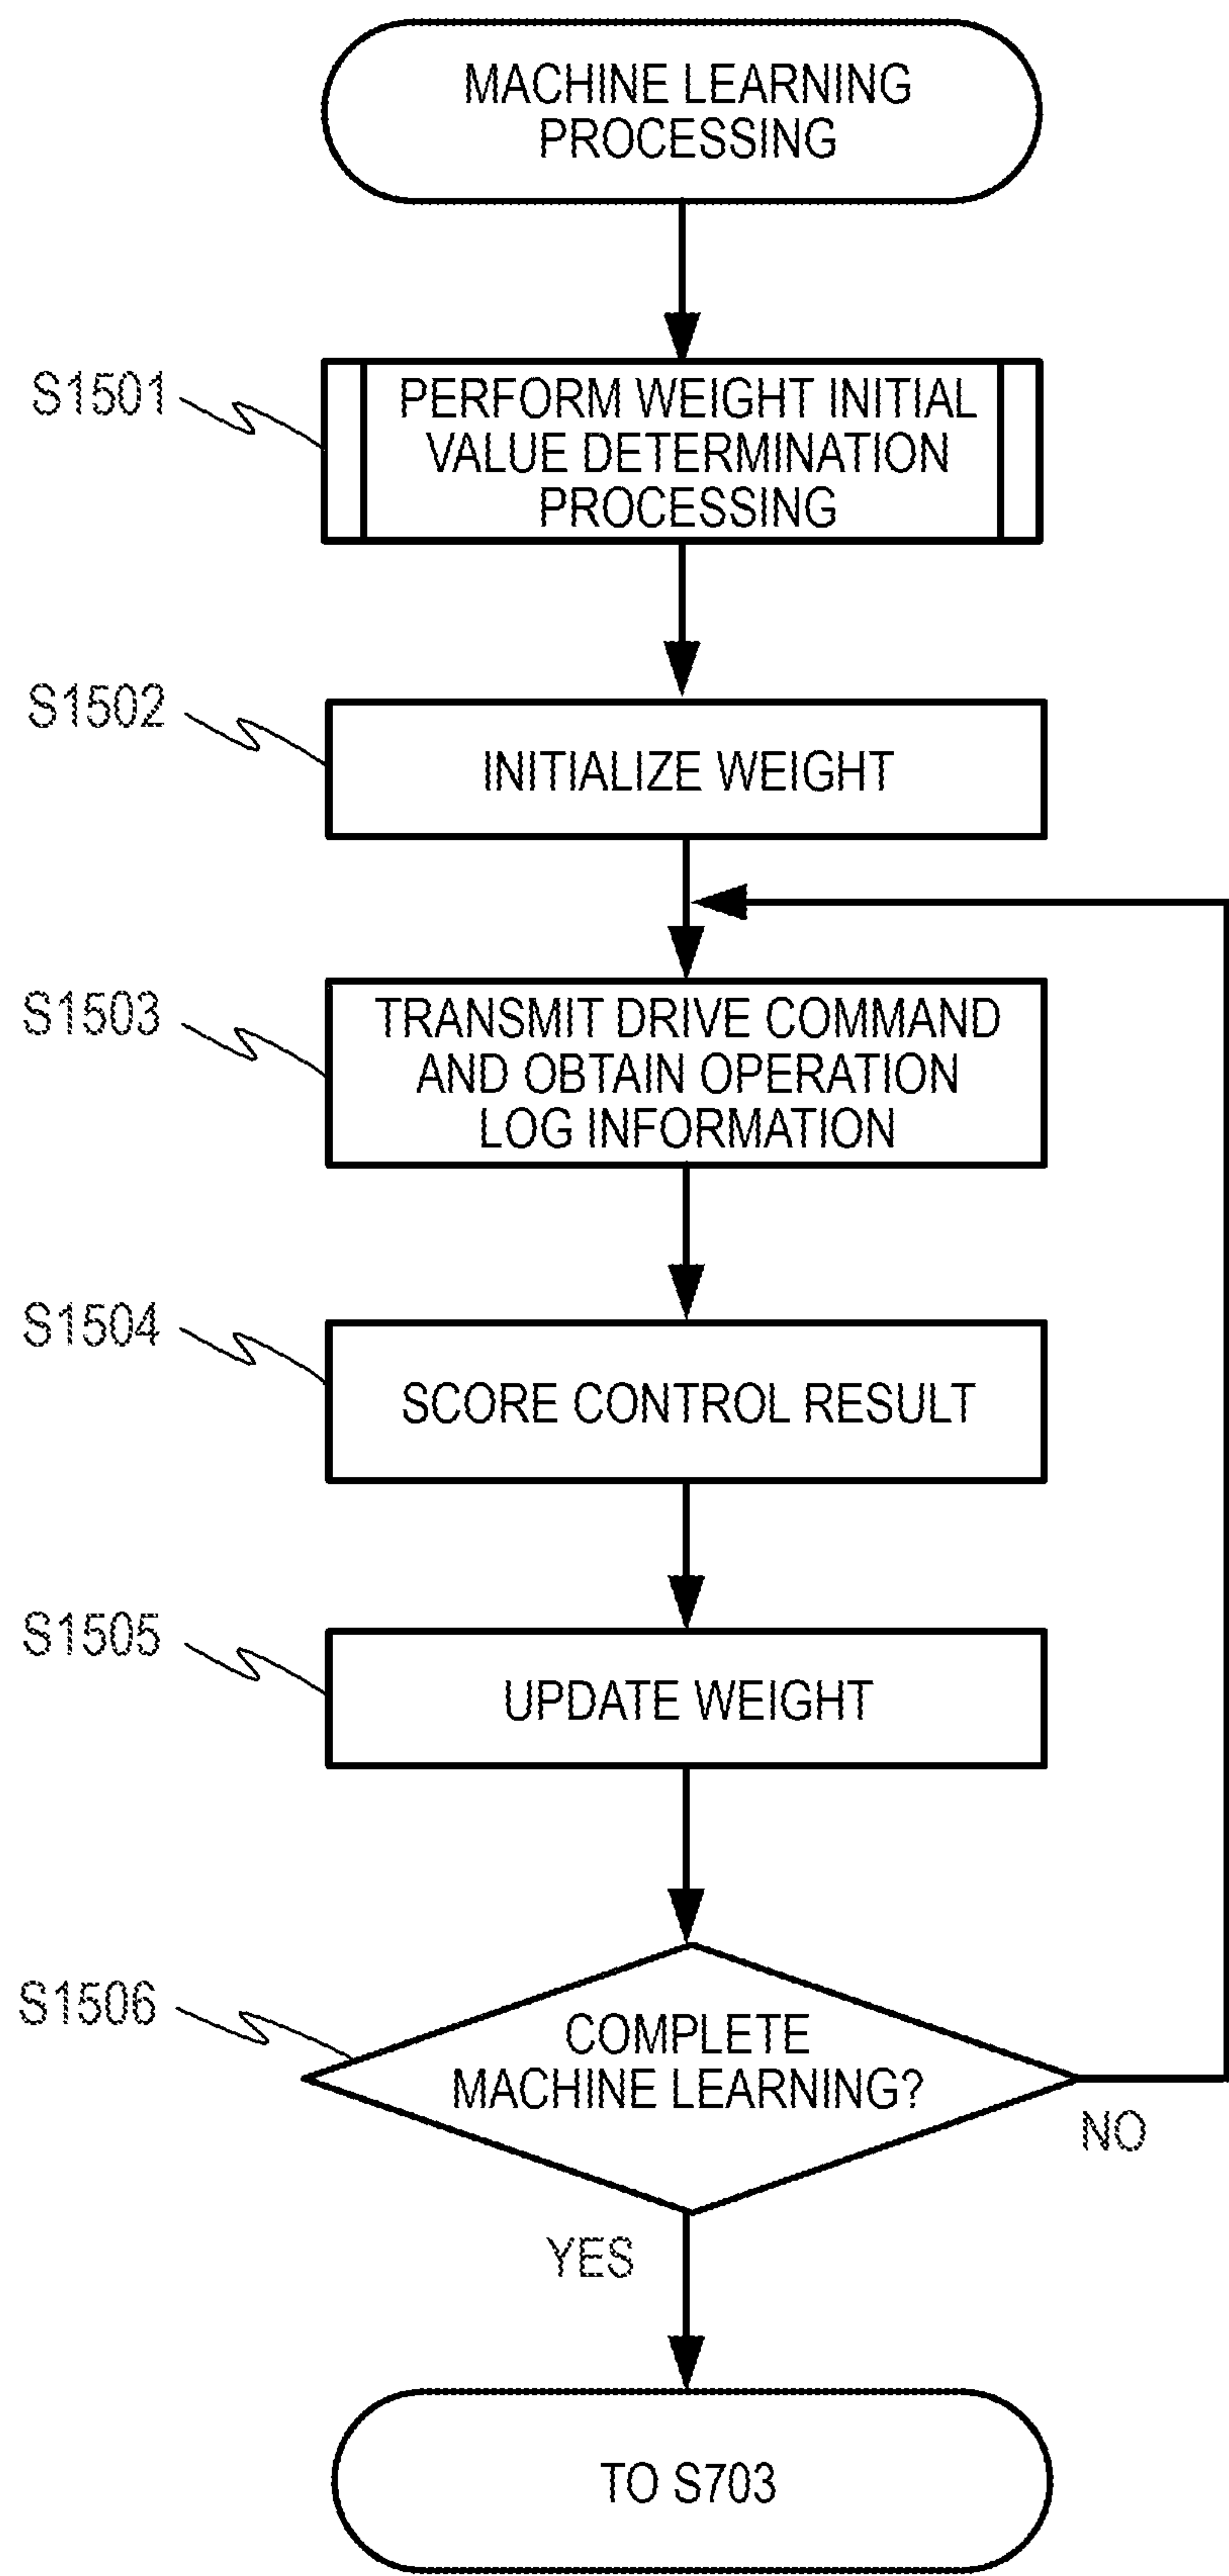 MACHINE LEARNING
PROCESSING
S1501
PERFORM WEIGHT INITIAL
VALUE DETERMINATION
PROCESSING
S1502
INITIALIZE WEIGHT
S1503
TRANSMIT DRIVE COMMAND
AND OBTAIN OPERATION
LOG INFORMATION
S1504
SCORE CONTROL RESULT
S1505
UPDATE WEIGHT
S1506
COMPLETE
MACHINE LEARNING?
NO
YES
TO S703